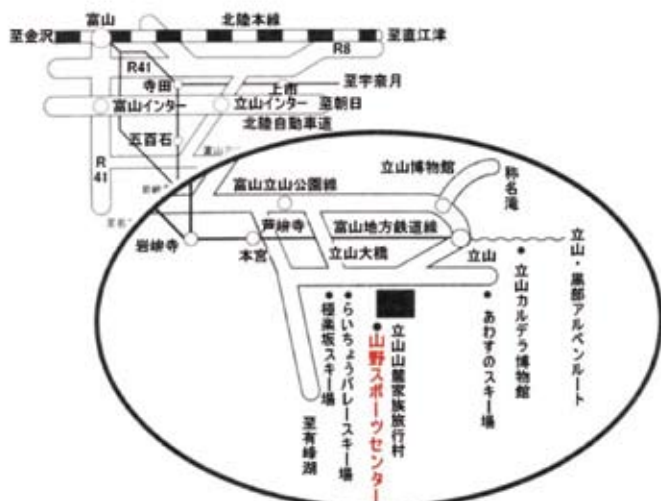 富山
北陸本線
至金沢
至直江津
R8
R41
寺田
上市
至宇奈月
富山インター
立山インター
至朝日
北陸自動車道
五百石
R
41
立山博物館
称名滝
富山立山公園線
芦峅寺
富山地方鉄道線
岩峅寺
本宮
立山大橋
立山
立山・黒部アルペンルート
立山カルデラ博物館
あわすのスキー場
立山山麓家族旅行村
山野スポーツセンター
らいちょうバレースキー場
極楽坂スキー場
至有峰湖